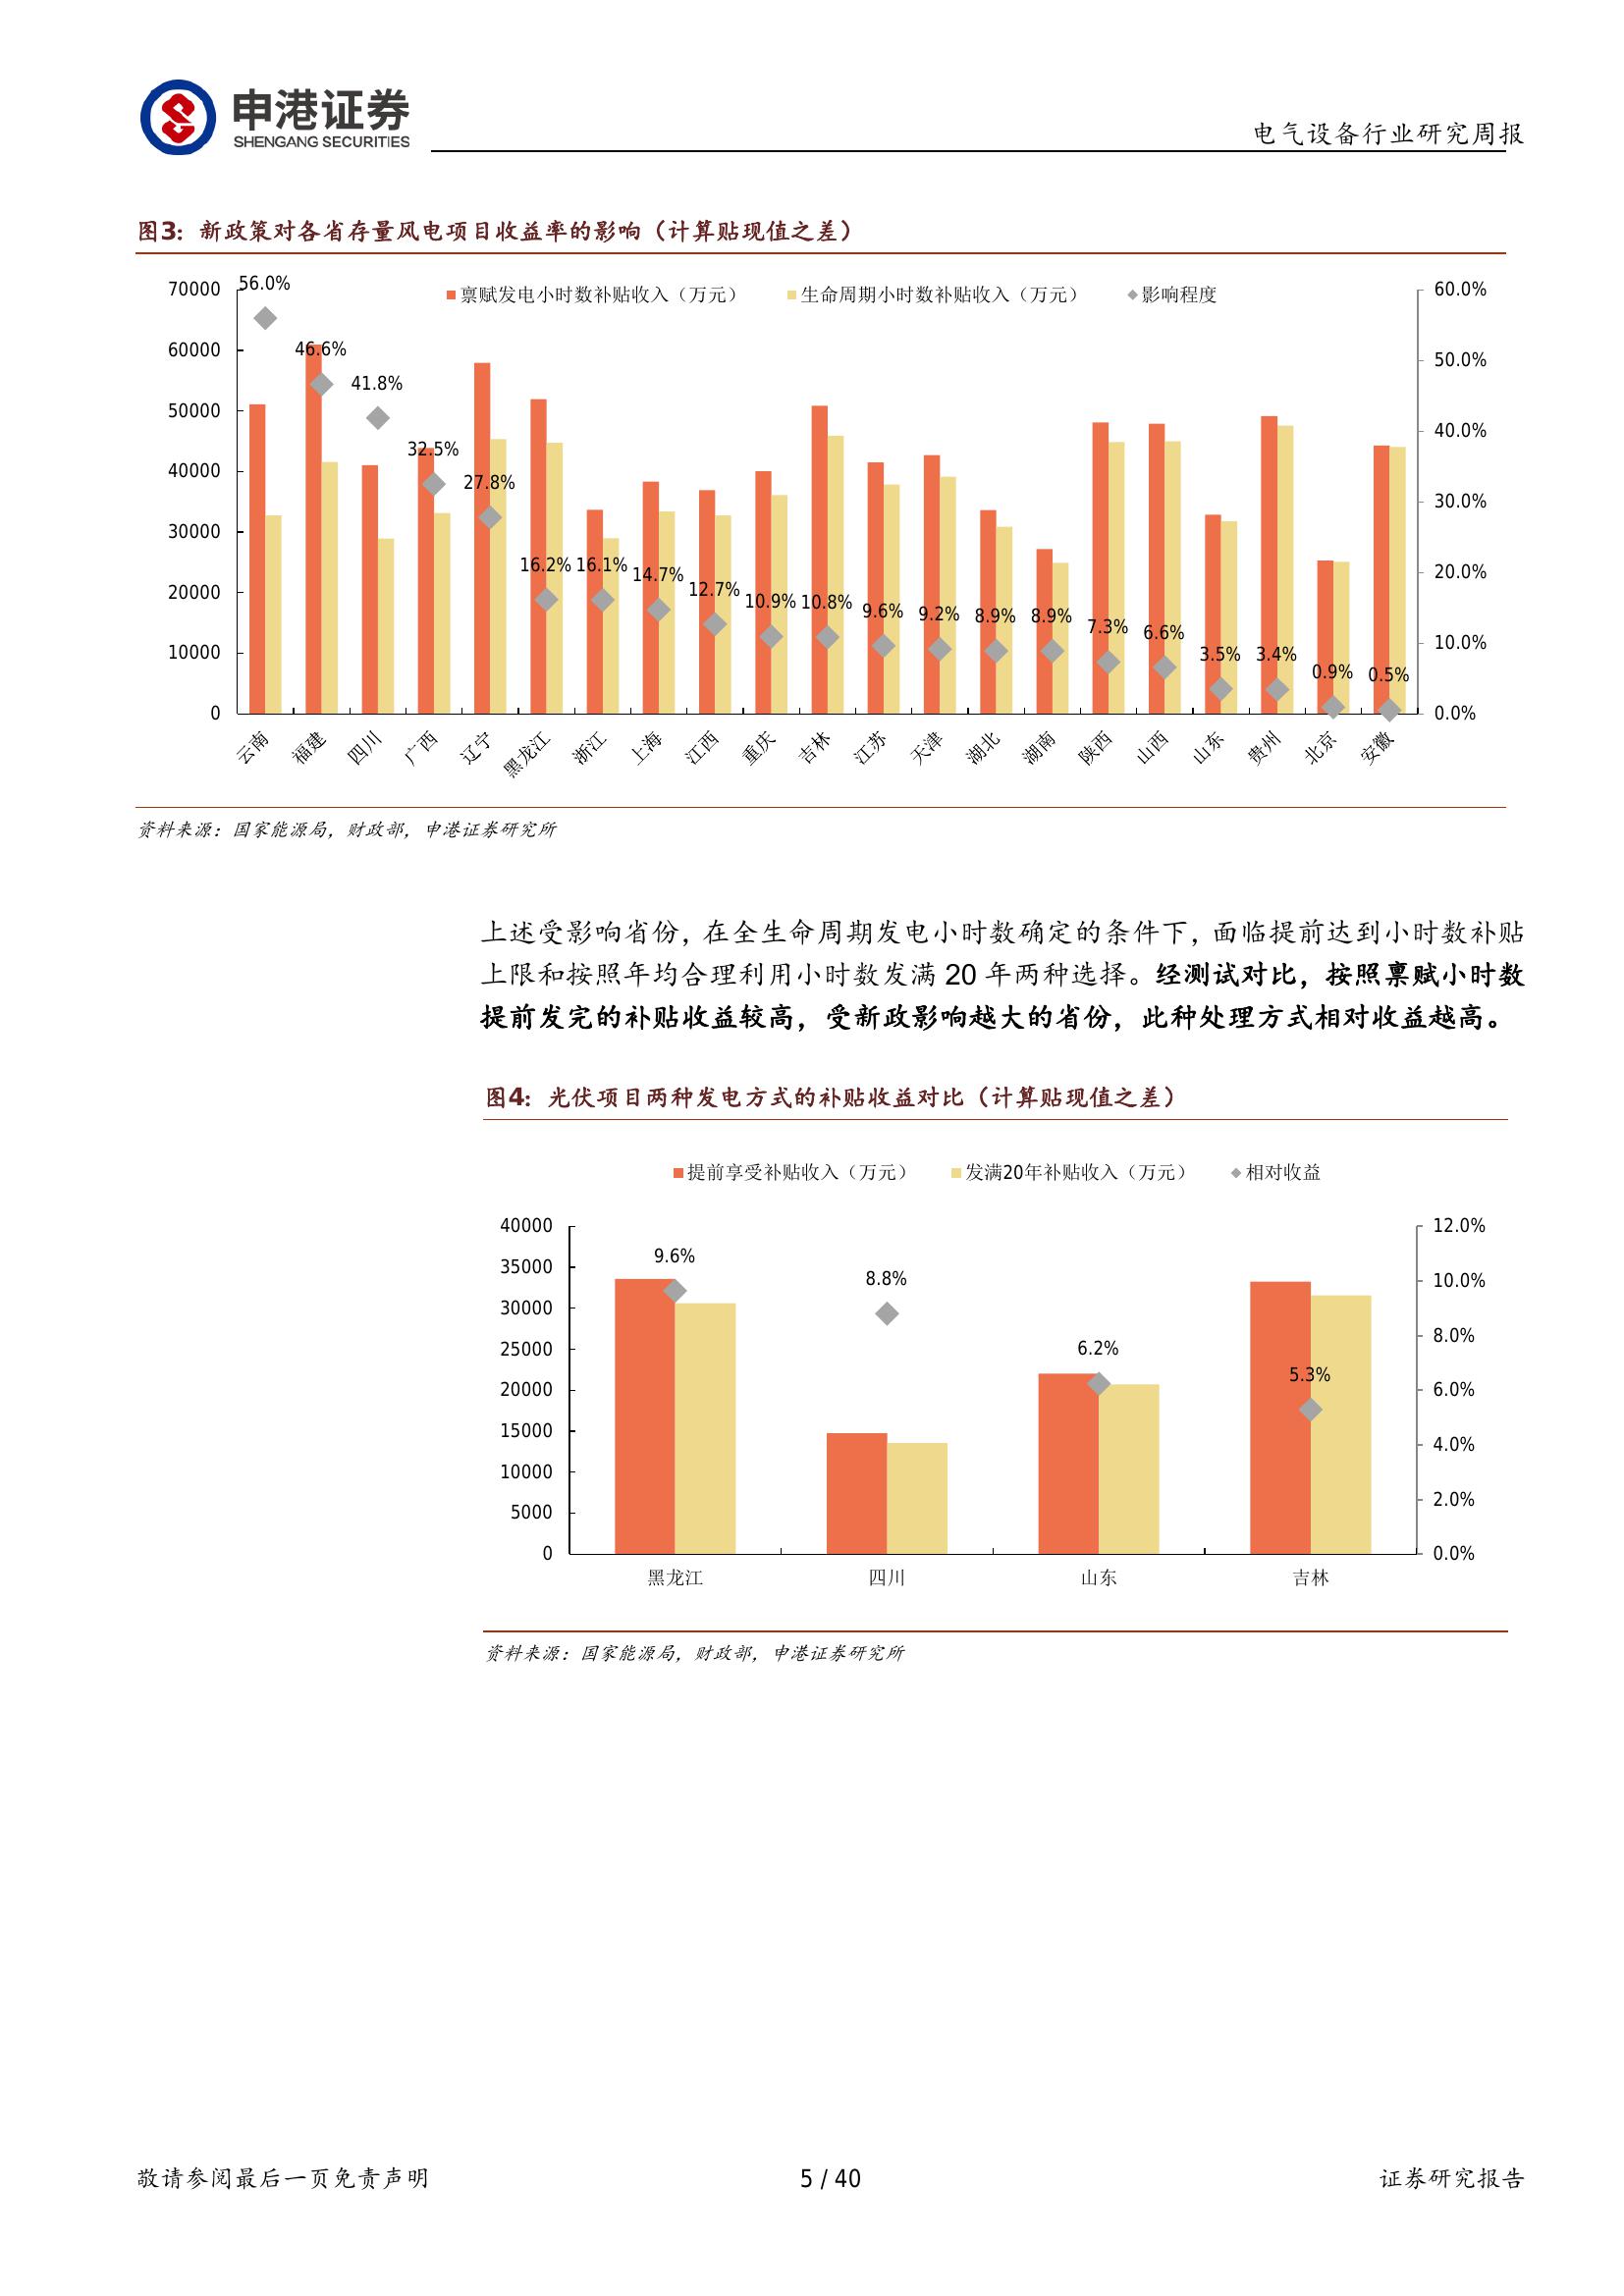 申港证券
SHENGANG SECURITIES
电气设备行业研究周报
图3：新政策对各省存量风电项目收益率的影响（计算贴现值之差）
禀赋发电小时数补贴收入（万元） 生命周期小时数补贴收入（万元） 影响程度
70000
60000
50000
40000
30000
20000
10000
0
60.0%
50.0%
40.0%
30.0%
20.0%
10.0%
0.0%
56.0% 46.6% 41.8% 32.5% 27.8% 16.2% 16.1% 14.7% 12.7% 10.9% 10.8% 9.6% 9.2% 8.9% 8.9% 7.3% 6.6% 3.5% 3.4% 0.9% 0.5%
云南 福建 四川 广西 辽宁 黑龙江 浙江 上海 江西 重庆 吉林 江苏 天津 湖北 湖南 陕西 山西 山东 贵州 北京 安徽
资料来源：国家能源局，财政部，申港证券研究所
上述受影响省份，在全生命周期发电小时数确定的条件下，面临提前达到小时数补贴
上限和按照年均合理利用小时数发满 20 年两种选择。经测试对比，按照禀赋小时数
提前发完的补贴收益较高，受新政影响越大的省份，此种处理方式相对收益越高。
图4：光伏项目两种发电方式的补贴收益对比（计算贴现值之差）
提前享受补贴收入（万元） 发满20年补贴收入（万元） 相对收益
40000
35000
30000
25000
20000
15000
10000
5000
0
12.0%
10.0%
8.0%
6.0%
4.0%
2.0%
0.0%
9.6% 8.8% 6.2% 5.3%
黑龙江 四川 山东 吉林
资料来源：国家能源局，财政部，申港证券研究所
敬请参阅最后一页免责声明 5 / 40 证券研究报告